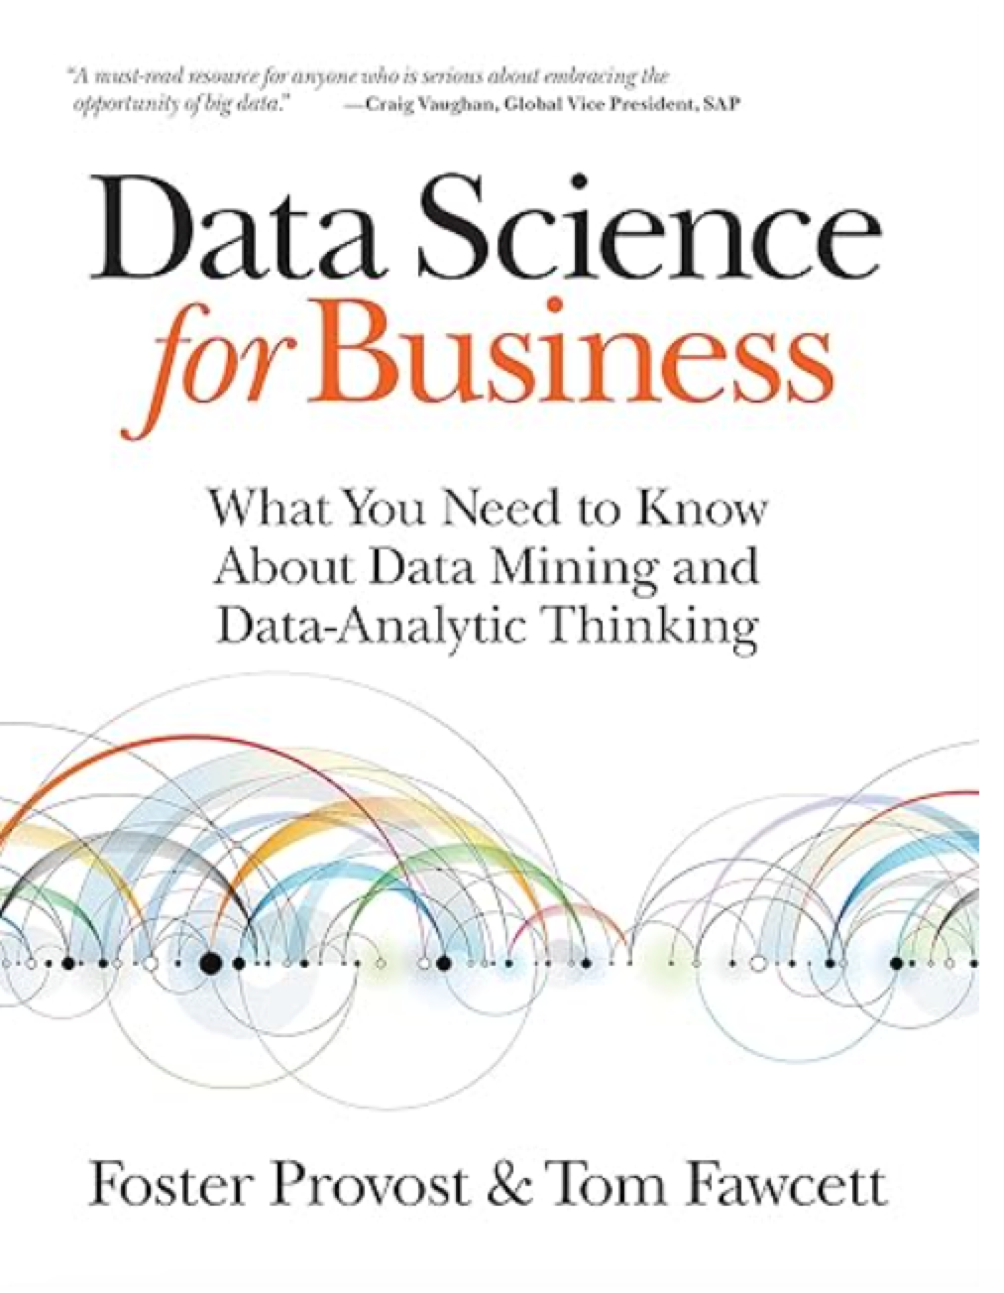 “A must-read resource for anyone who is serious about embracing the
opportunity of big data.” —Craig Vaughan, Global Vice President, SAP
Data Science
for Business
What You Need to Know
About Data Mining and
Data-Analytic Thinking
Foster Provost & Tom Fawcett